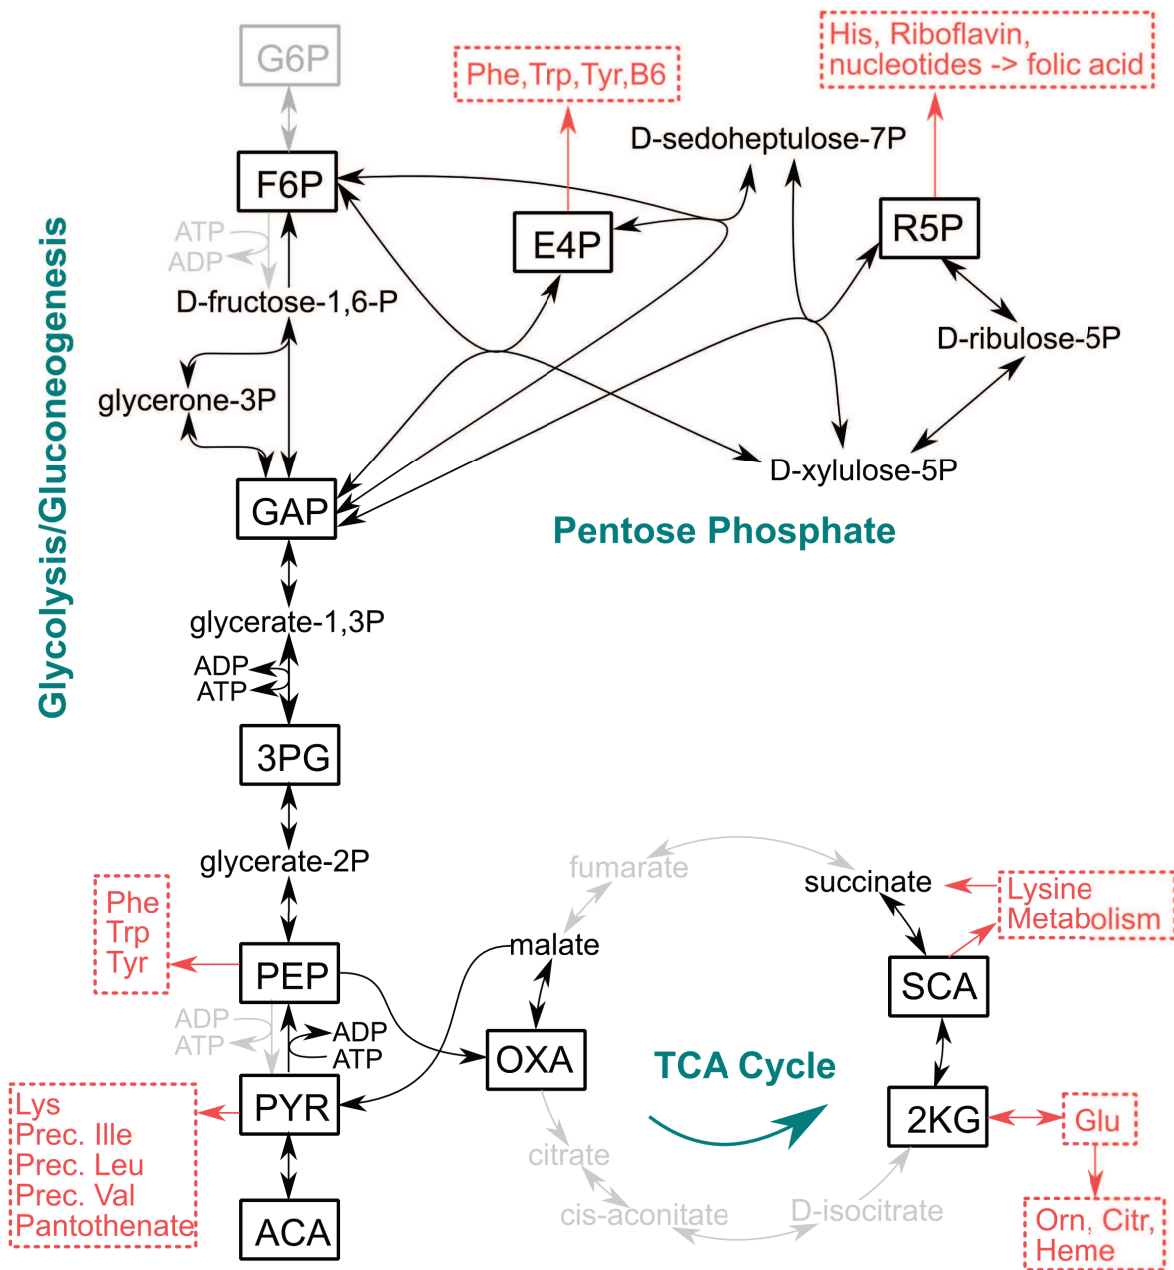 G6P
Phe,Trp,Tyr,B6
His, Riboflavin,
nucleotides -> folic acid
D-sedoheptulose-7P
F6P
E4P
R5P
ATP
ADP
D-fructose-1,6-P
D-ribulose-5P
glycerone-3P
D-xylulose-5P
GAP
Pentose Phosphate
Glycolysis/Gluconeogenesis
glycerate-1,3P
ADP
ATP
3PG
glycerate-2P
fumarate
succinate
Lysine
Metabolism
Phe
Trp
Tyr
malate
PEP
SCA
ADP
ATP
ADP
ATP
OXA
TCA Cycle
PYR
2KG
Glu
Lys
Prec. Ille
Prec. Leu
Prec. Val
Pantothenate
citrate
cis-aconitate
D-isocitrate
ACA
Orn, Citr,
Heme